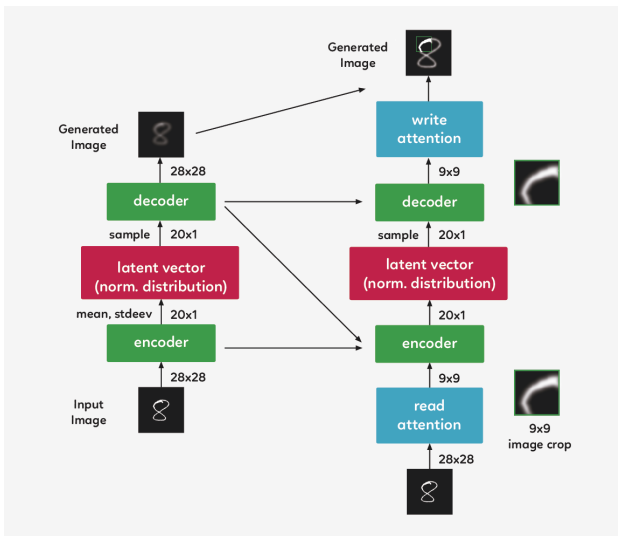 Generated
Image
28x28
decoder
sample
20x1
latent vector
(norm. distribution)
mean, stdeev
20x1
encoder
28x28
Input
Image
Generated
Image
write
attention
9x9
decoder
sample
20x1
latent vector
(norm. distribution)
20x1
encoder
9x9
read
attention
9x9
image crop
28x28